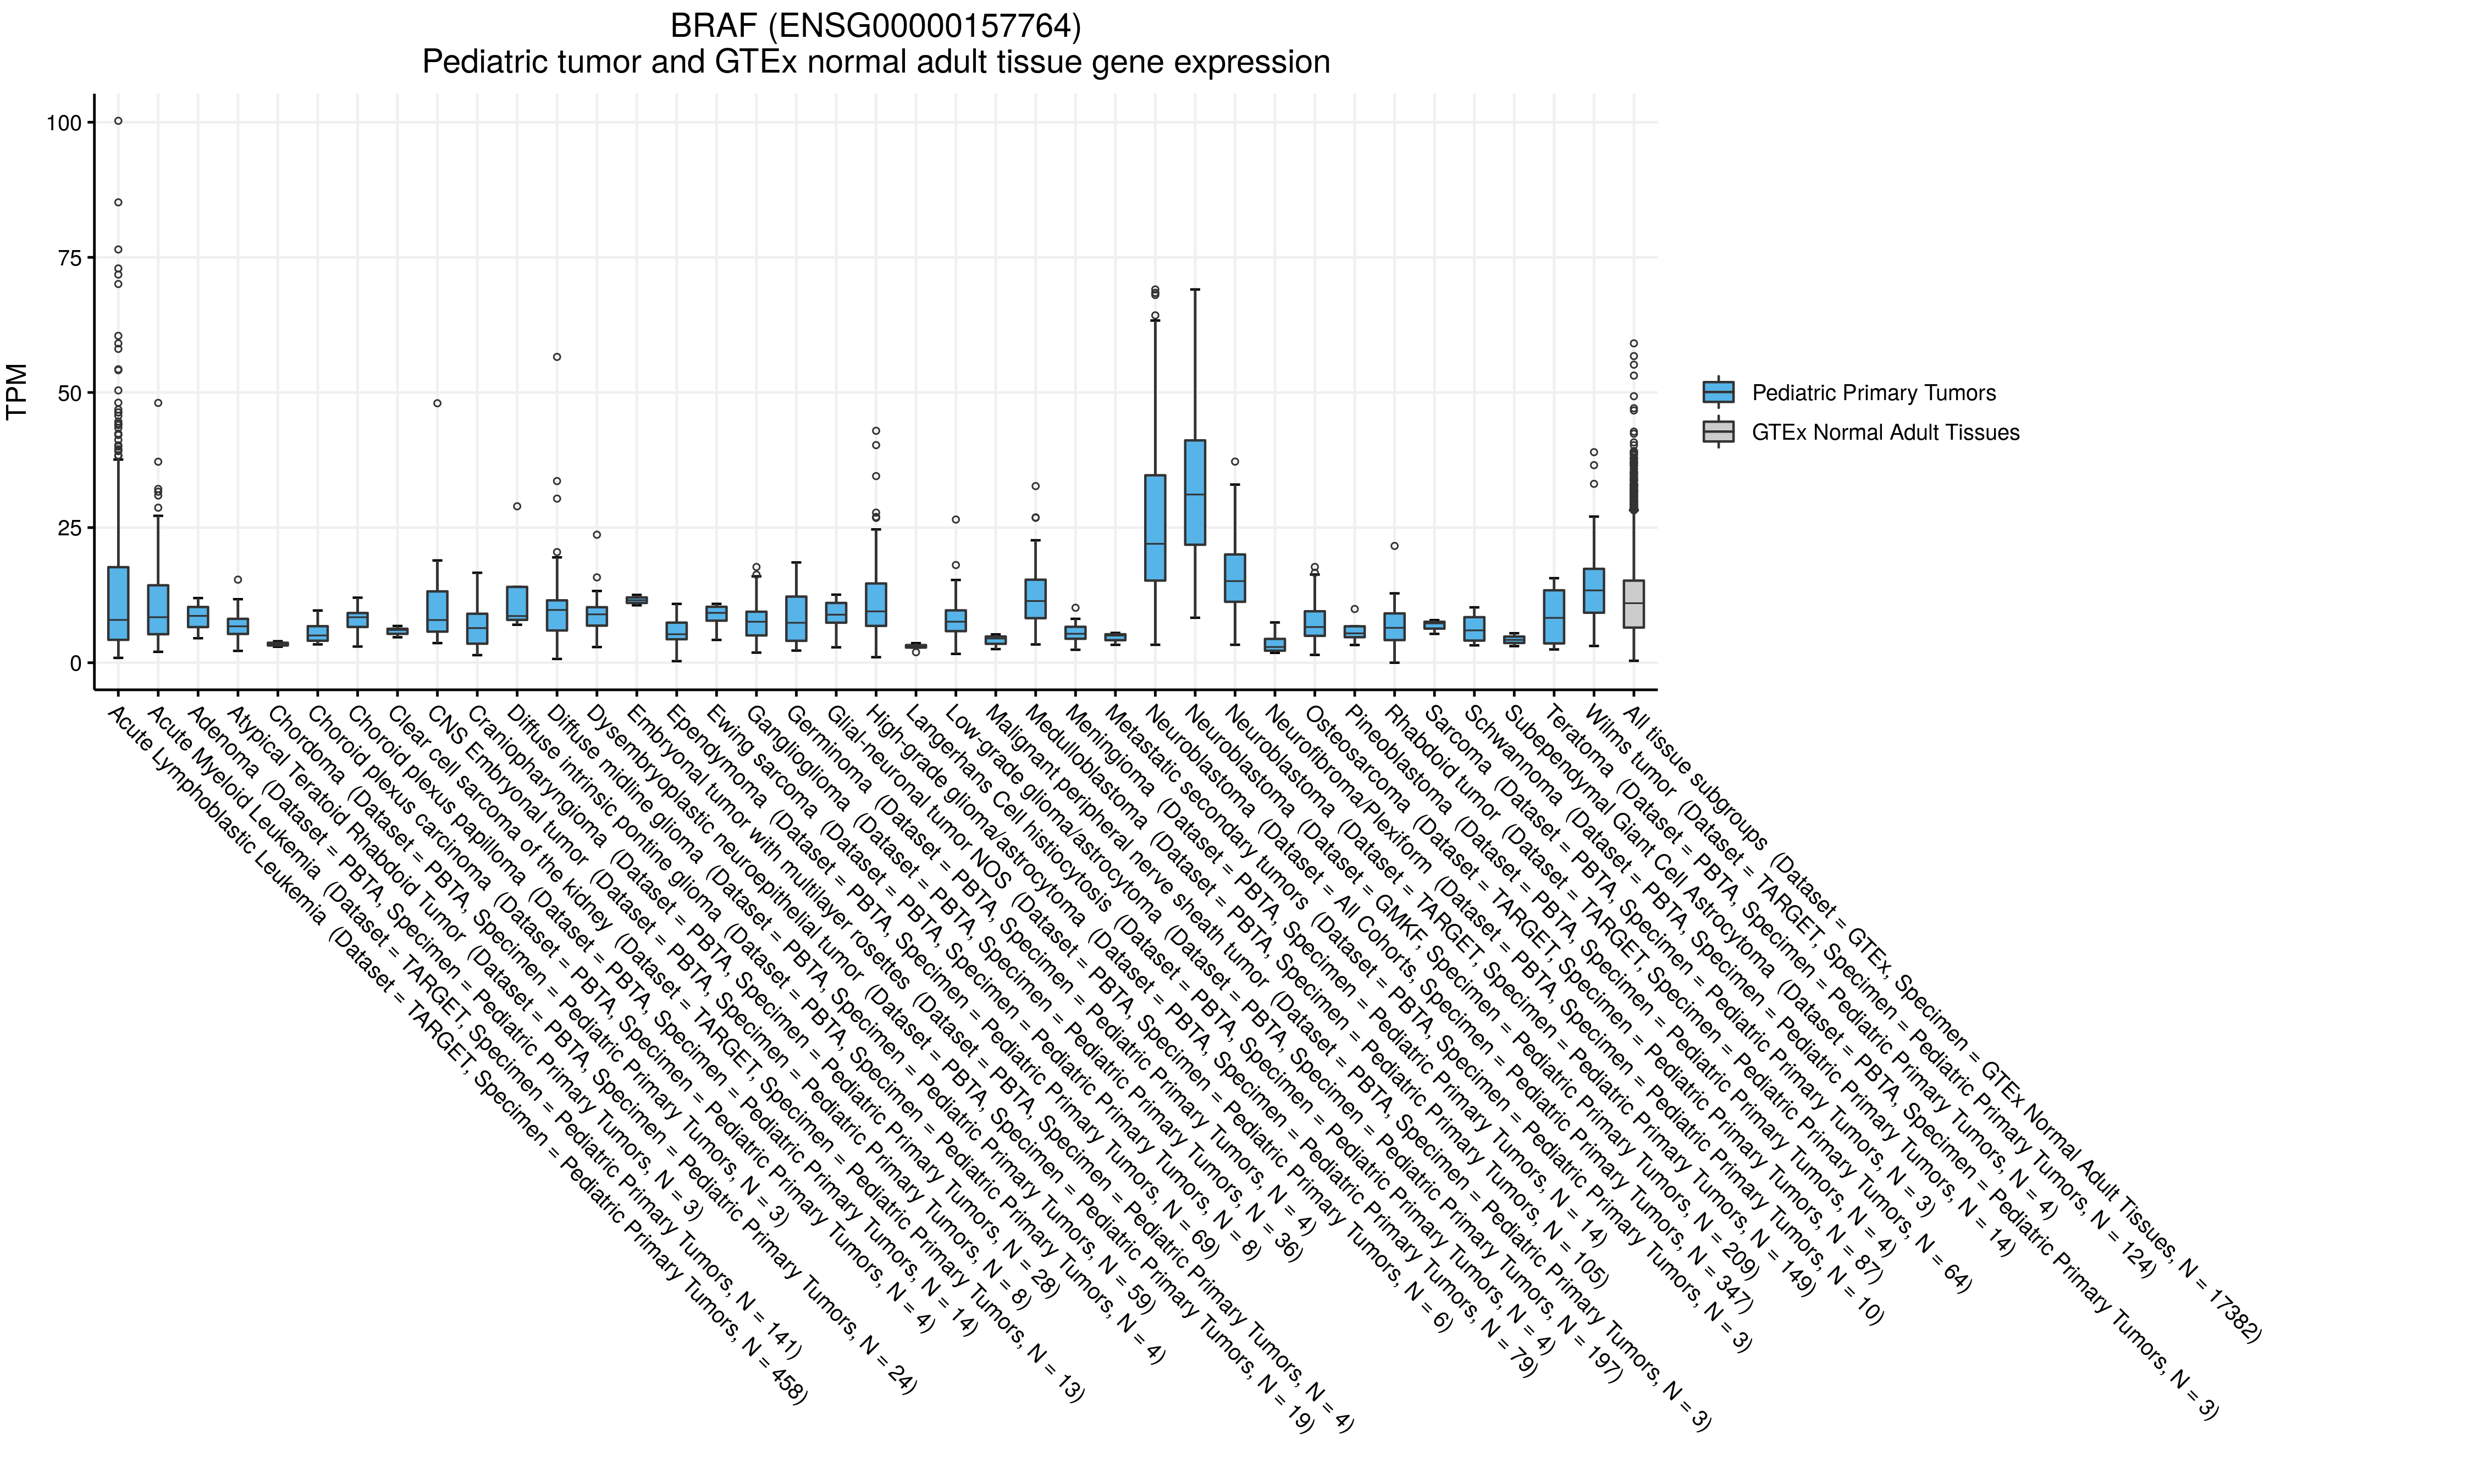 BRAF (ENSG00000157764)
Pediatric tumor and GTEx normal adult tissue gene expression
TPM
100
75
50
25
0
Acute Lymphoblastic Leukemia (Dataset = TARGET, Specimen = Pediatric Primary Tumors, N = 458)
Acute Myeloid Leukemia (Dataset = TARGET, Specimen = Pediatric Primary Tumors, N = 141)
Adenoma (Dataset = PBTA, Specimen = Pediatric Primary Tumors, N = 3)
Atypical Teratoid Rhabdoid Tumor (Dataset = PBTA, Specimen = Pediatric Primary Tumors, N = 24)
Chordoma (Dataset = PBTA, Specimen = Pediatric Primary Tumors, N = 3)
Choroid plexus carcinoma (Dataset = PBTA, Specimen = Pediatric Primary Tumors, N = 4)
Choroid plexus papilloma (Dataset = PBTA, Specimen = Pediatric Primary Tumors, N = 14)
Clear cell sarcoma of the kidney (Dataset = TARGET, Specimen = Pediatric Primary Tumors, N = 13)
CNS Embryonal tumor (Dataset = PBTA, Specimen = Pediatric Primary Tumors, N = 8)
Craniopharyngioma (Dataset = PBTA, Specimen = Pediatric Primary Tumors, N = 28)
Diffuse intrinsic pontine glioma (Dataset = PBTA, Specimen = Pediatric Primary Tumors, N = 4)
Diffuse midline glioma (Dataset = PBTA, Specimen = Pediatric Primary Tumors, N = 59)
Dysembryoplastic neuroepithelial tumor (Dataset = PBTA, Specimen = Pediatric Primary Tumors, N = 19)
Embryonal tumor with multilayer rosettes (Dataset = PBTA, Specimen = Pediatric Primary Tumors, N = 4)
Ependymoma (Dataset = PBTA, Specimen = Pediatric Primary Tumors, N = 69)
Ewing sarcoma (Dataset = PBTA, Specimen = Pediatric Primary Tumors, N = 8)
Ganglioglioma (Dataset = PBTA, Specimen = Pediatric Primary Tumors, N = 36)
Germinoma (Dataset = PBTA, Specimen = Pediatric Primary Tumors, N = 4)
Glial-neuronal tumor NOS (Dataset = PBTA, Specimen = Pediatric Primary Tumors, N = 6)
High-grade glioma/astrocytoma (Dataset = PBTA, Specimen = Pediatric Primary Tumors, N = 79)
Langerhans Cell histiocytosis (Dataset = PBTA, Specimen = Pediatric Primary Tumors, N = 4)
Low-grade glioma/astrocytoma (Dataset = PBTA, Specimen = Pediatric Primary Tumors, N = 197)
Malignant peripheral nerve sheath tumor (Dataset = PBTA, Specimen = Pediatric Primary Tumors, N = 3)
Medulloblastoma (Dataset = PBTA, Specimen = Pediatric Primary Tumors, N = 105)
Meningioma (Dataset = PBTA, Specimen = Pediatric Primary Tumors, N = 14)
Metastatic secondary tumors (Dataset = PBTA, Specimen = Pediatric Primary Tumors, N = 3)
Neuroblastoma (Dataset = All Cohorts, Specimen = Pediatric Primary Tumors, N = 347)
Neuroblastoma (Dataset = GMKF, Specimen = Pediatric Primary Tumors, N = 209)
Neuroblastoma (Dataset = TARGET, Specimen = Pediatric Primary Tumors, N = 149)
Neurofibroma/Plexiform (Dataset = PBTA, Specimen = Pediatric Primary Tumors, N = 10)
Osteosarcoma (Dataset = TARGET, Specimen = Pediatric Primary Tumors, N = 87)
Pineoblastoma (Dataset = PBTA, Specimen = Pediatric Primary Tumors, N = 4)
Rhabdoid tumor (Dataset = TARGET, Specimen = Pediatric Primary Tumors, N = 64)
Sarcoma (Dataset = PBTA, Specimen = Pediatric Primary Tumors, N = 3)
Schwannoma (Dataset = PBTA, Specimen = Pediatric Primary Tumors, N = 14)
Subependymal Giant Cell Astrocytoma (Dataset = PBTA, Specimen = Pediatric Primary Tumors, N = 3)
Teratoma (Dataset = PBTA, Specimen = Pediatric Primary Tumors, N = 4)
Wilms tumor (Dataset = TARGET, Specimen = Pediatric Primary Tumors, N = 124)
All tissue subgroups (Dataset = GTEx, Specimen = GTEx Normal Adult Tissues, N = 17382)
Pediatric Primary Tumors
GTEx Normal Adult Tissues